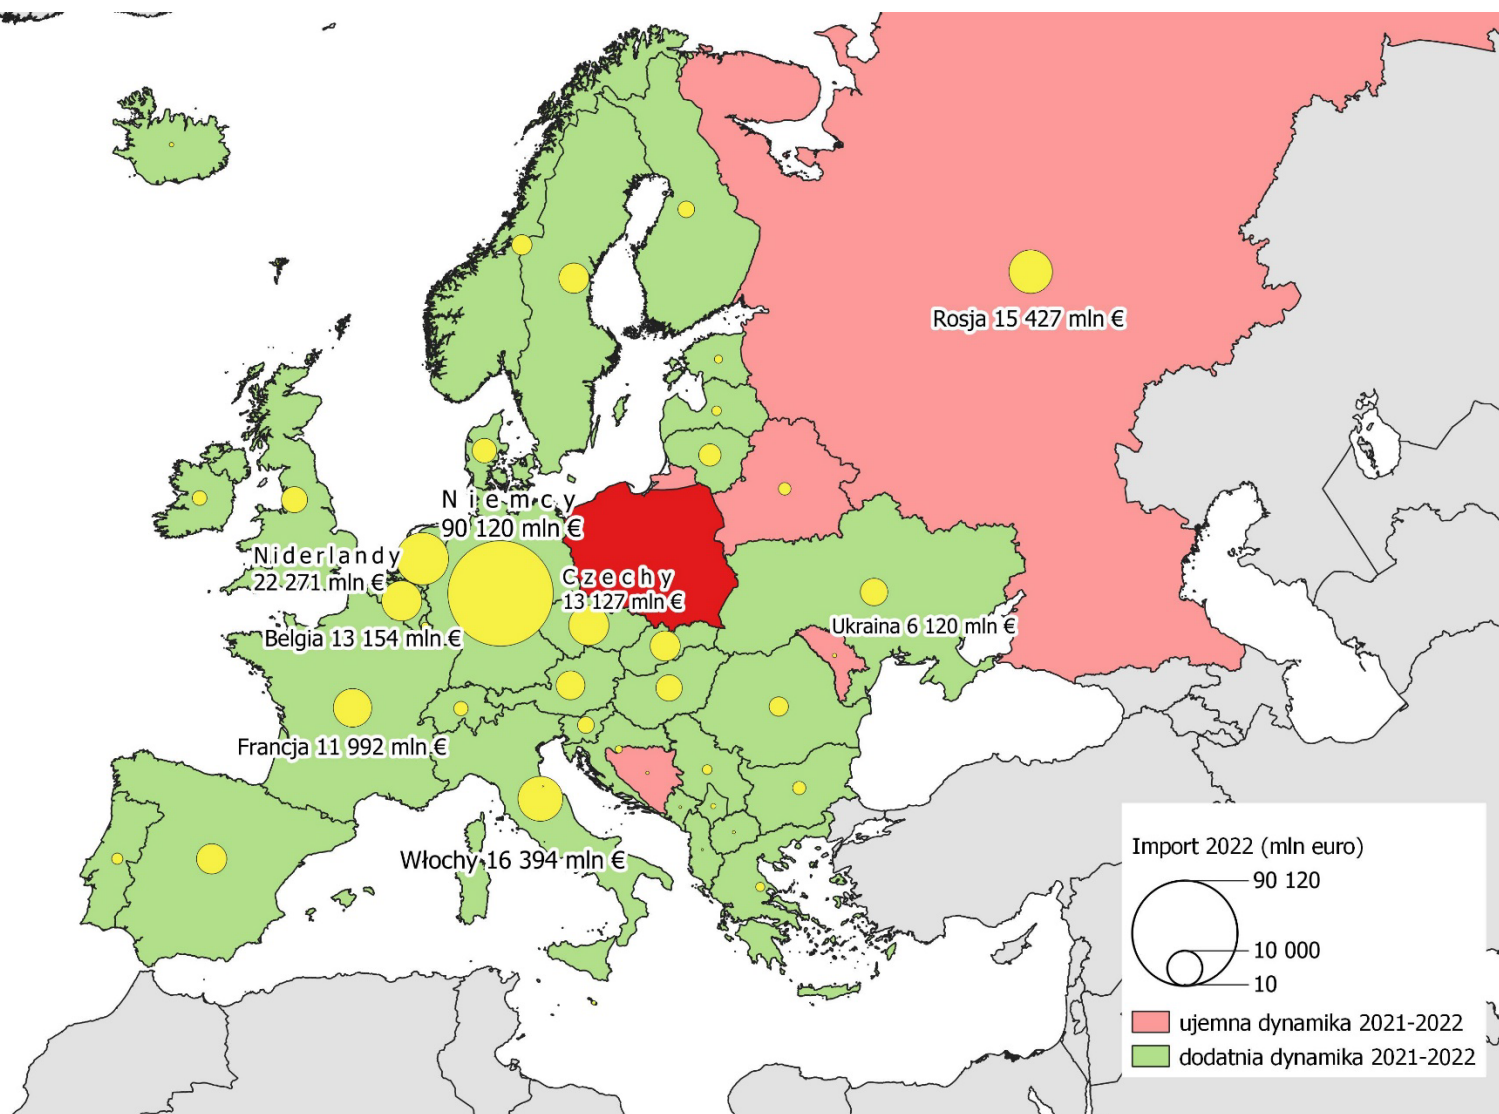 Rosja 15 427 mln €
N i e m c y
90 120 mln €
Niderlandy
22 271 mln €
Czechy
13 127 mln €
Belgia 13 154 mln €
Ukraina 6 120 mln €
Francja 11 992 mln €
Włochy 16 394 mln €
Import 2022 (mln euro)
90 120
10 000
10
ujemna dynamika 2021-2022
dodatnia dynamika 2021-2022